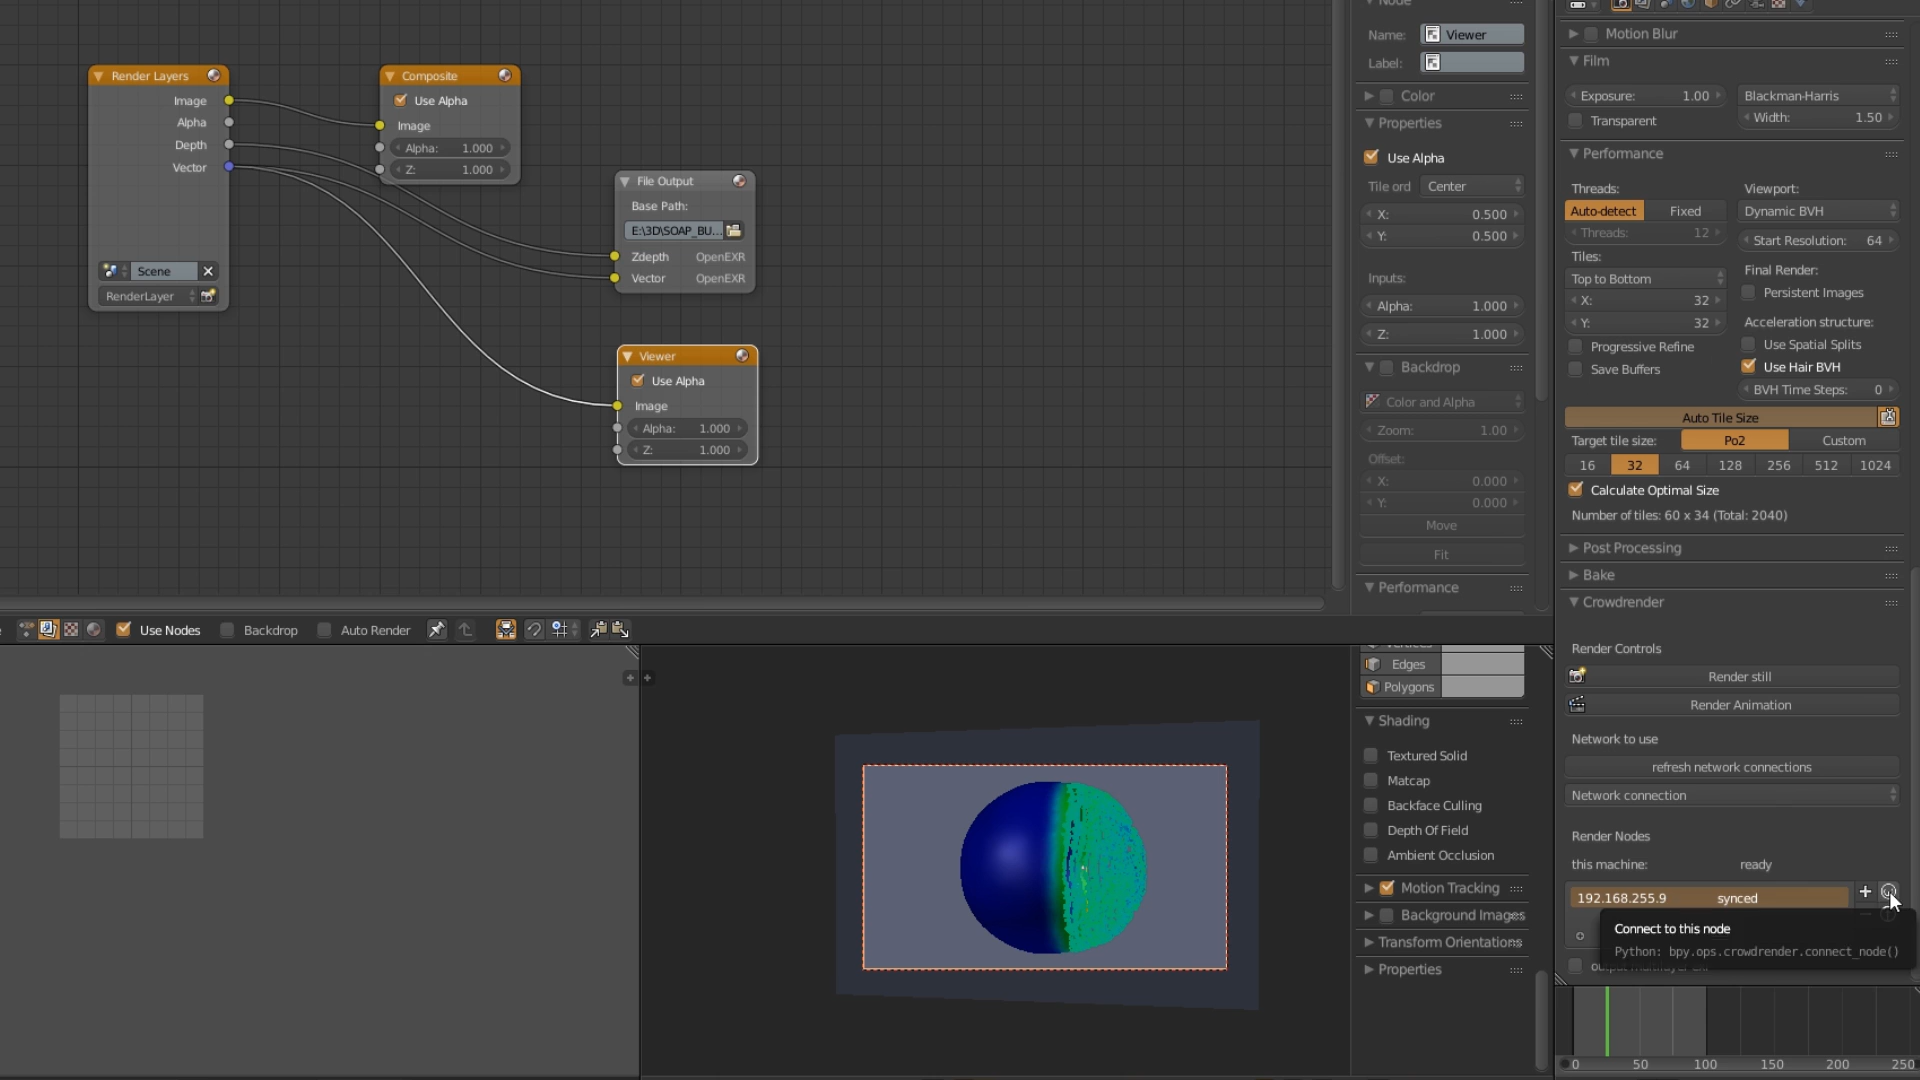 Render Layers
Image
Alpha
Depth
Vector
Scene
RenderLayer
Composite
Use Alpha
Image
Alpha: 1.000
Z: 1.000
File Output
Base Path:
E:\3D\SOAP_BU...
Zdepth OpenEXR
Vector OpenEXR
Viewer
Use Alpha
Image
Alpha: 1.000
Z: 1.000
Use Nodes Backdrop Auto Render
Node
Name: Viewer
Label:
Color
Properties
Use Alpha
Tile ord Center
X: 0.500
Y: 0.500
Inputs:
Alpha: 1.000
Z: 1.000
Backdrop
Color and Alpha
Zoom: 1.00
Offset:
X: 0.000
Y: 0.000
Move
Fit
Performance
Vertices
Edges
Polygons
Shading
Textured Solid
Matcap
Backface Culling
Depth Of Field
Ambient Occlusion
Motion Tracking
Background Images
Transform Orientations
Properties
Motion Blur
Film
Exposure: 1.00 Blackman-Harris
Transparent Width: 1.50
Performance
Threads: Viewport:
Auto-detect Fixed Dynamic BVH
Threads: 12 Start Resolution: 64
Tiles: Final Render:
Top to Bottom Persistent Images
X: 32 Acceleration structure:
Y: 32 Use Spatial Splits
Progressive Refine Use Hair BVH
Save Buffers BVH Time Steps: 0
Auto Tile Size
Target tile size: Po2 Custom
16 32 64 128 256 512 1024
Calculate Optimal Size
Number of tiles: 60 x 34 (Total: 2040)
Post Processing
Bake
Crowdrender
Render Controls
Render still
Render Animation
Network to use
refresh network connections
Network connection
Render Nodes
this machine: ready
192.168.255.9 synced
Connect to this node
Python: bpy.ops.crowdrender.connect_node()
0 50 100 150 200 250